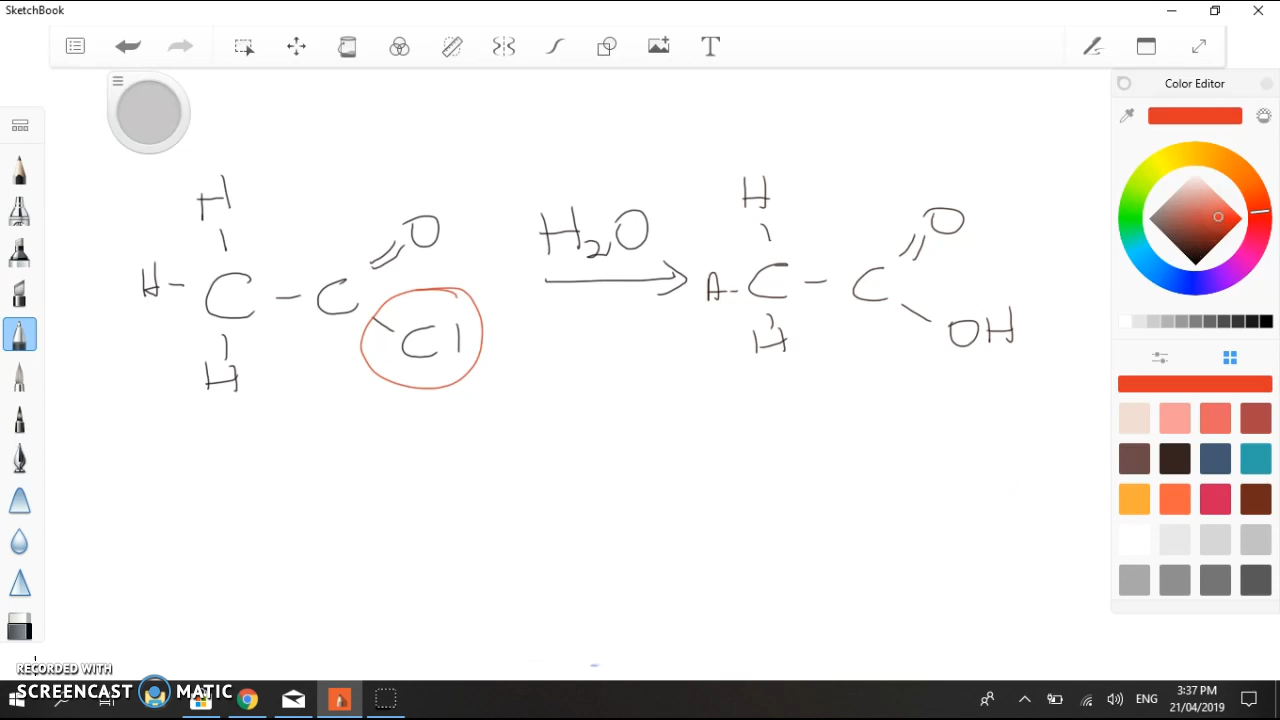 SketchBook
T
Color Editor
H
H
O
H2O
O
H - C - C
H - C - C
Cl
OH
H
H
RECORDED WITH
SCREENCAST MATIC
ENG
3:37 PM
21/04/2019